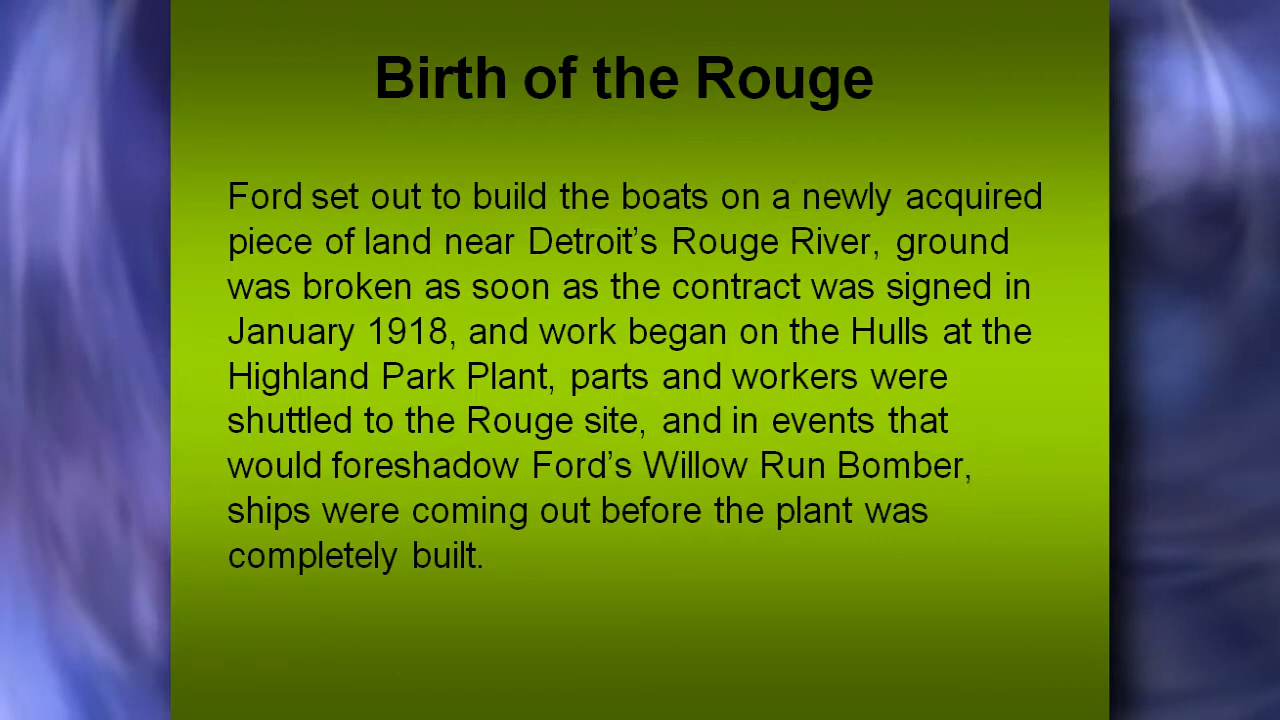 Birth of the Rouge
Ford set out to build the boats on a newly acquired
piece of land near Detroit’s Rouge River, ground
was broken as soon as the contract was signed in
January 1918, and work began on the Hulls at the
Highland Park Plant, parts and workers were
shuttled to the Rouge site, and in events that
would foreshadow Ford’s Willow Run Bomber,
ships were coming out before the plant was
completely built.